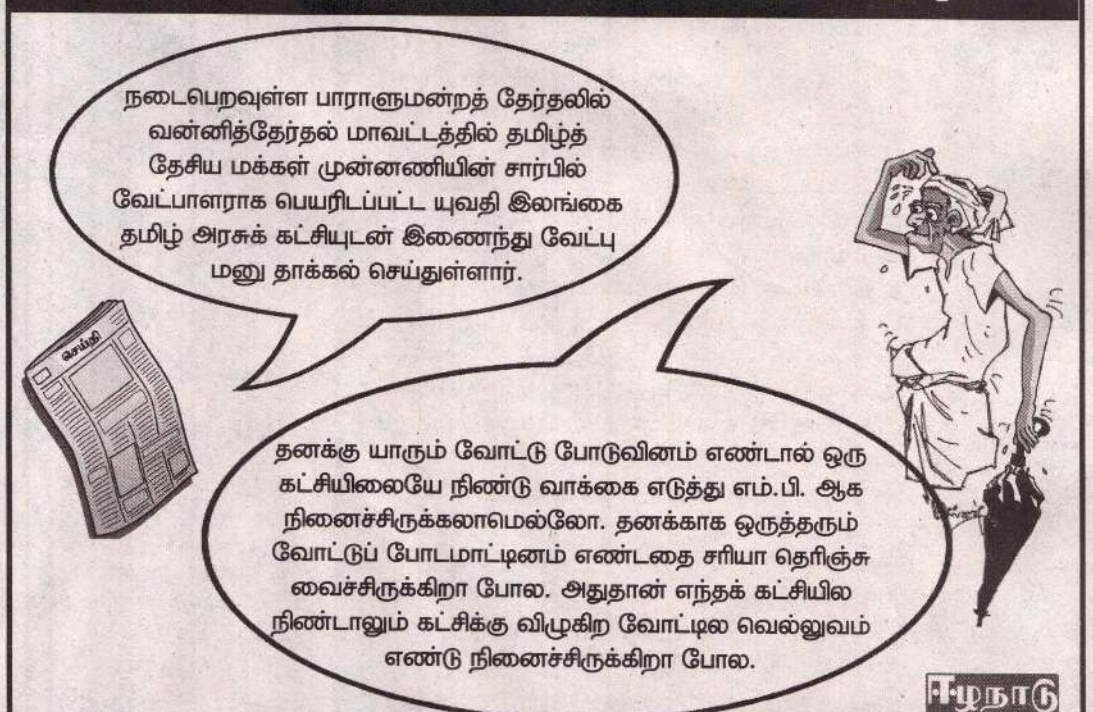 நடைபெறவுள்ள பாராளுமன்றத் தேர்தலில்
வன்னித்தேர்தல் மாவட்டத்தில் தமிழ்த்
தேசிய மக்கள் முன்னணியின் சார்பில்
வேட்பாளராக பெயரிடப்பட்ட யுவதி இலங்கை
தமிழ் அரசுக் கட்சியுடன் இணைந்து வேட்பு
மனு தாக்கல் செய்துள்ளார்.
செய்தி
தனக்கு யாரும் வோட்டு போடுவினம் எண்டால் ஒரு
கட்சியிலையே நிண்டு வாக்கை எடுத்து எம்.பி. ஆக
நினைச்சிருக்கலாமெல்லோ. தனக்காக ஒருத்தரும்
வோட்டுப் போடமாட்டினம் எண்டதை சரியா தெரிஞ்சு
வைச்சிருக்கிறா போல. அதுதான் எந்தக் கட்சியில
நிண்டாலும் கட்சிக்கு விழுகிற வோட்டில வெல்லுவம்
எண்டு நினைச்சிருக்கிறா போல.
ஈழநாடு